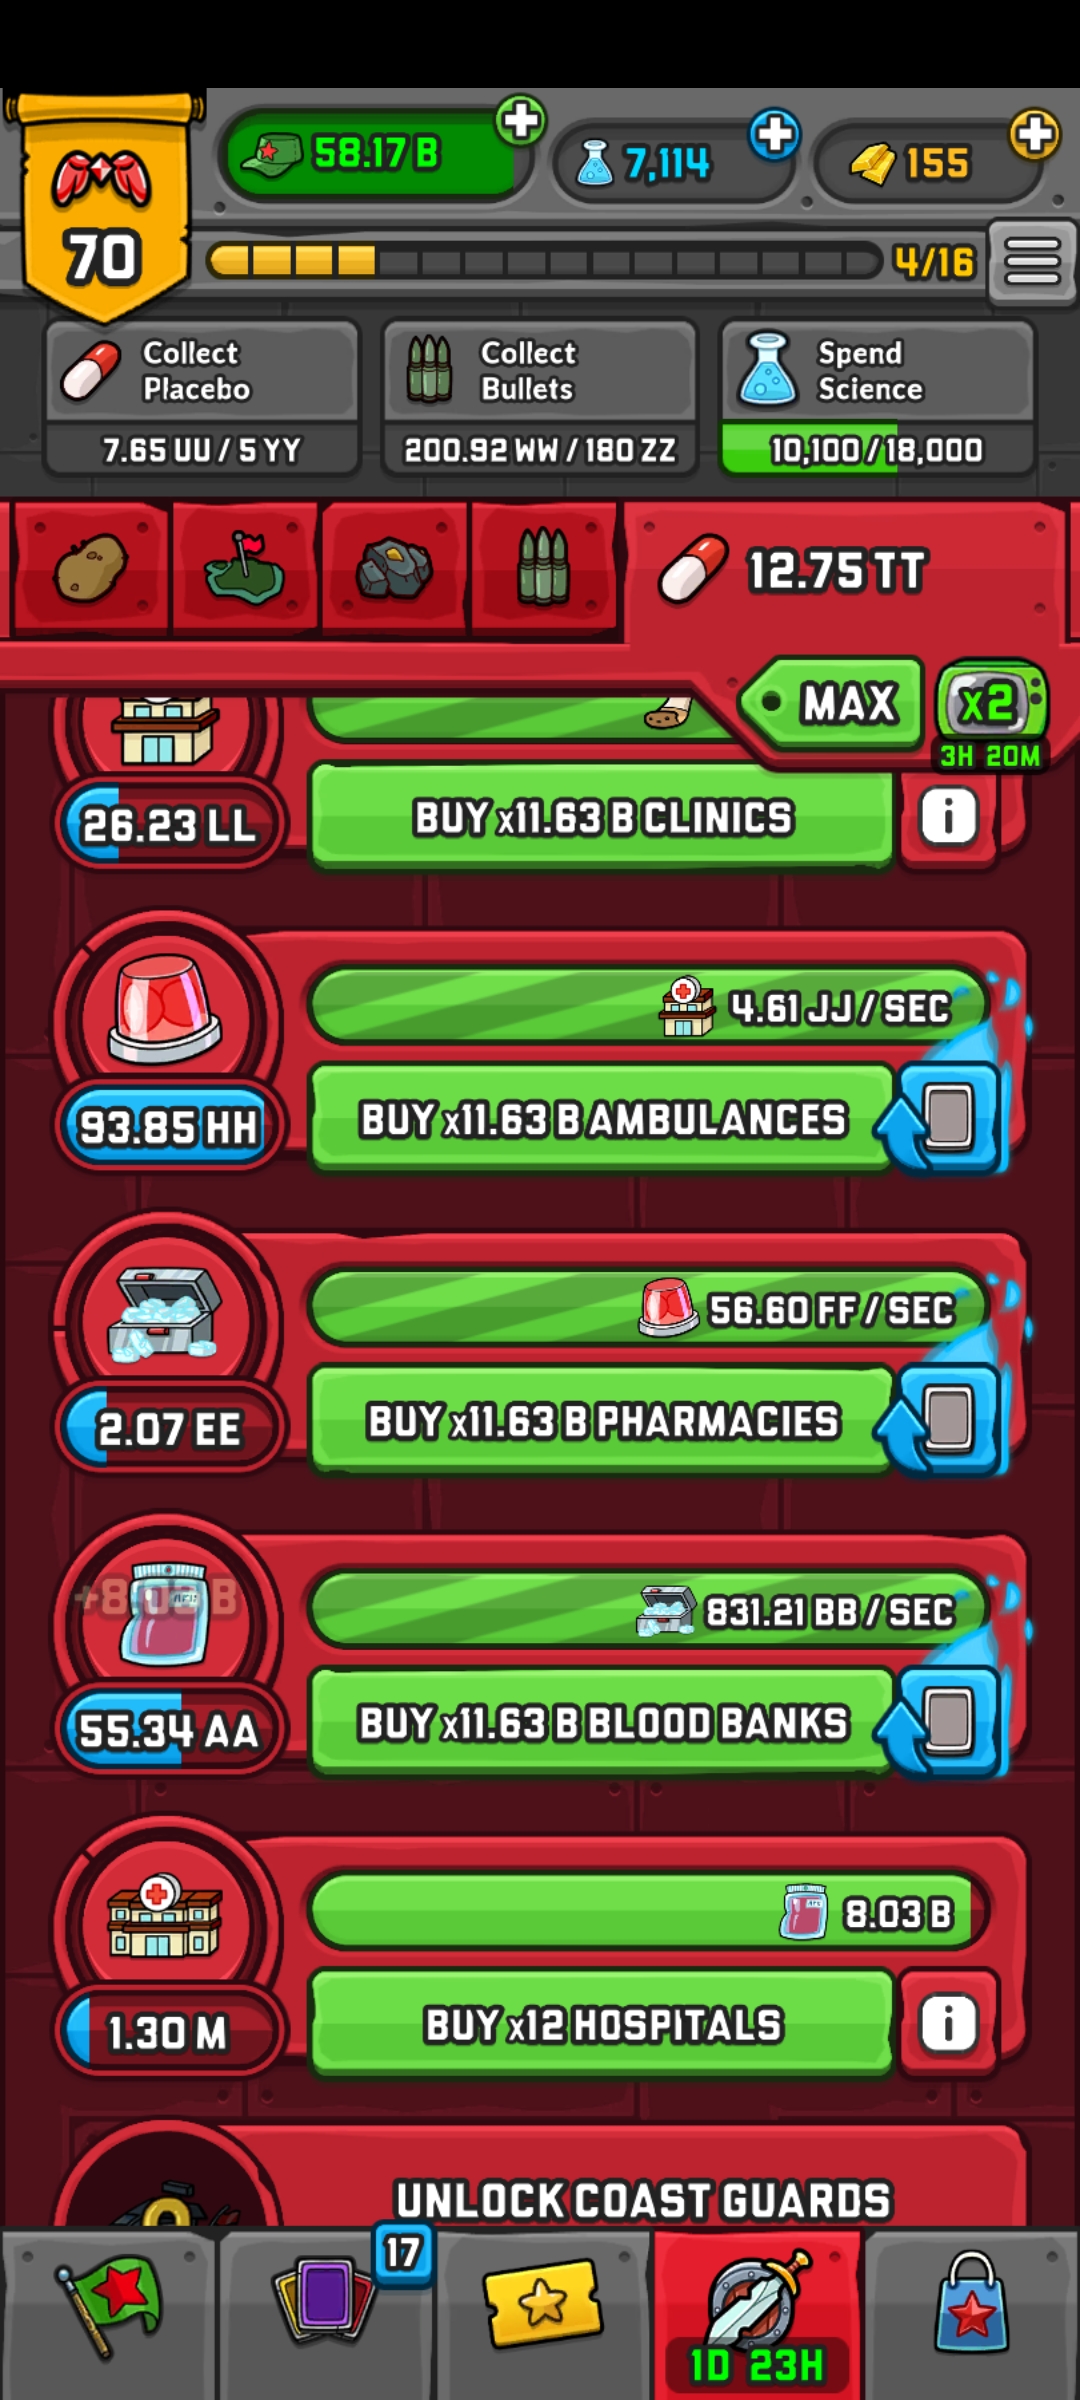 58.17 B
7,114
155
70
4/16
Collect
Placebo
7.65 UU / 5 YY
Collect
Bullets
200.92 WW / 180 ZZ
Spend
Science
10,100/18,000
12.75 TT
MAX
x2
3H 20M
26.23 LL
BUY x11.63 B CLINICS
i
4.61 JJ / SEC
93.85 HH
BUY x11.63 B AMBULANCES
56.60 FF / SEC
2.07 EE
BUY x11.63 B PHARMACIES
+8.03 B
831.21 BB / SEC
55.34 AA
BUY x11.63 B BLOOD BANKS
8.03 B
1.30 M
BUY x12 HOSPITALS
i
UNLOCK COAST GUARDS
17
1D 23H